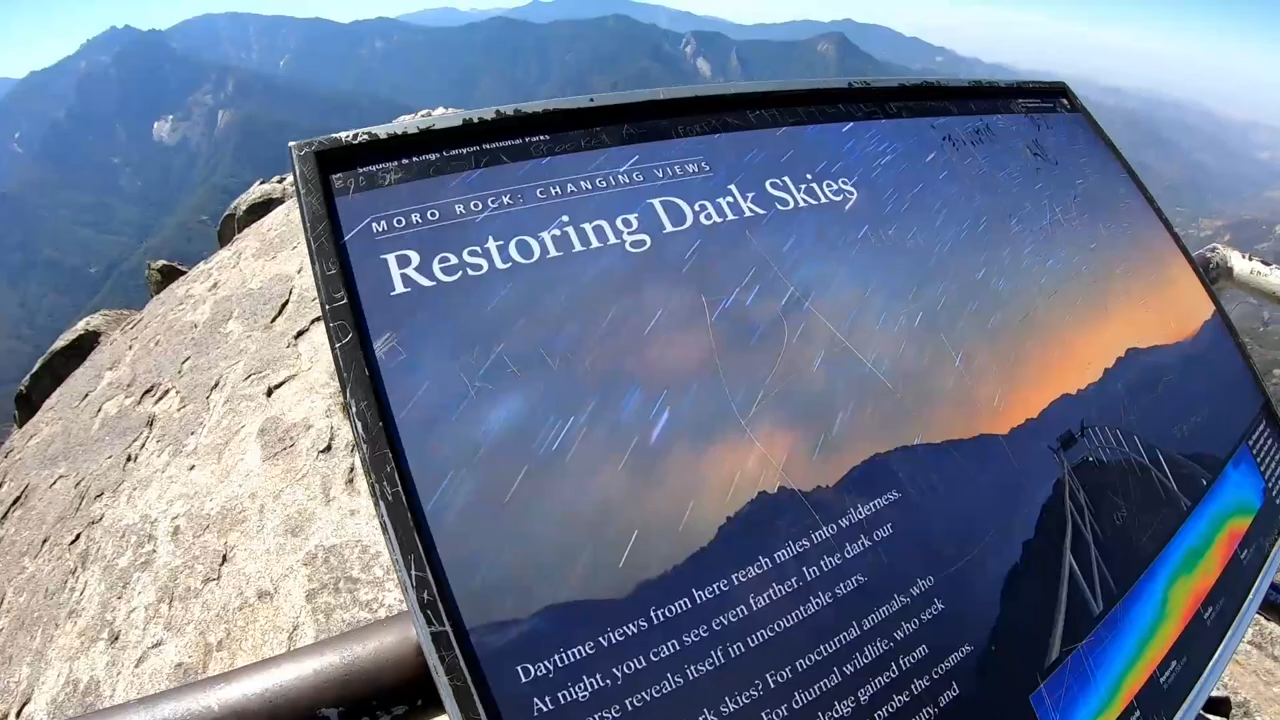 Sequoia & Kings Canyon National Parks
MORO ROCK: CHANGING VIEWS
Restoring Dark Skies
Daytime views from here reach miles into wilderness.
At night, you can see even farther. In the dark our
reveals itself in uncountable stars.
skies? For nocturnal animals, who
For diurnal wildlife, who seek
gained from
probe the cosmos.
and